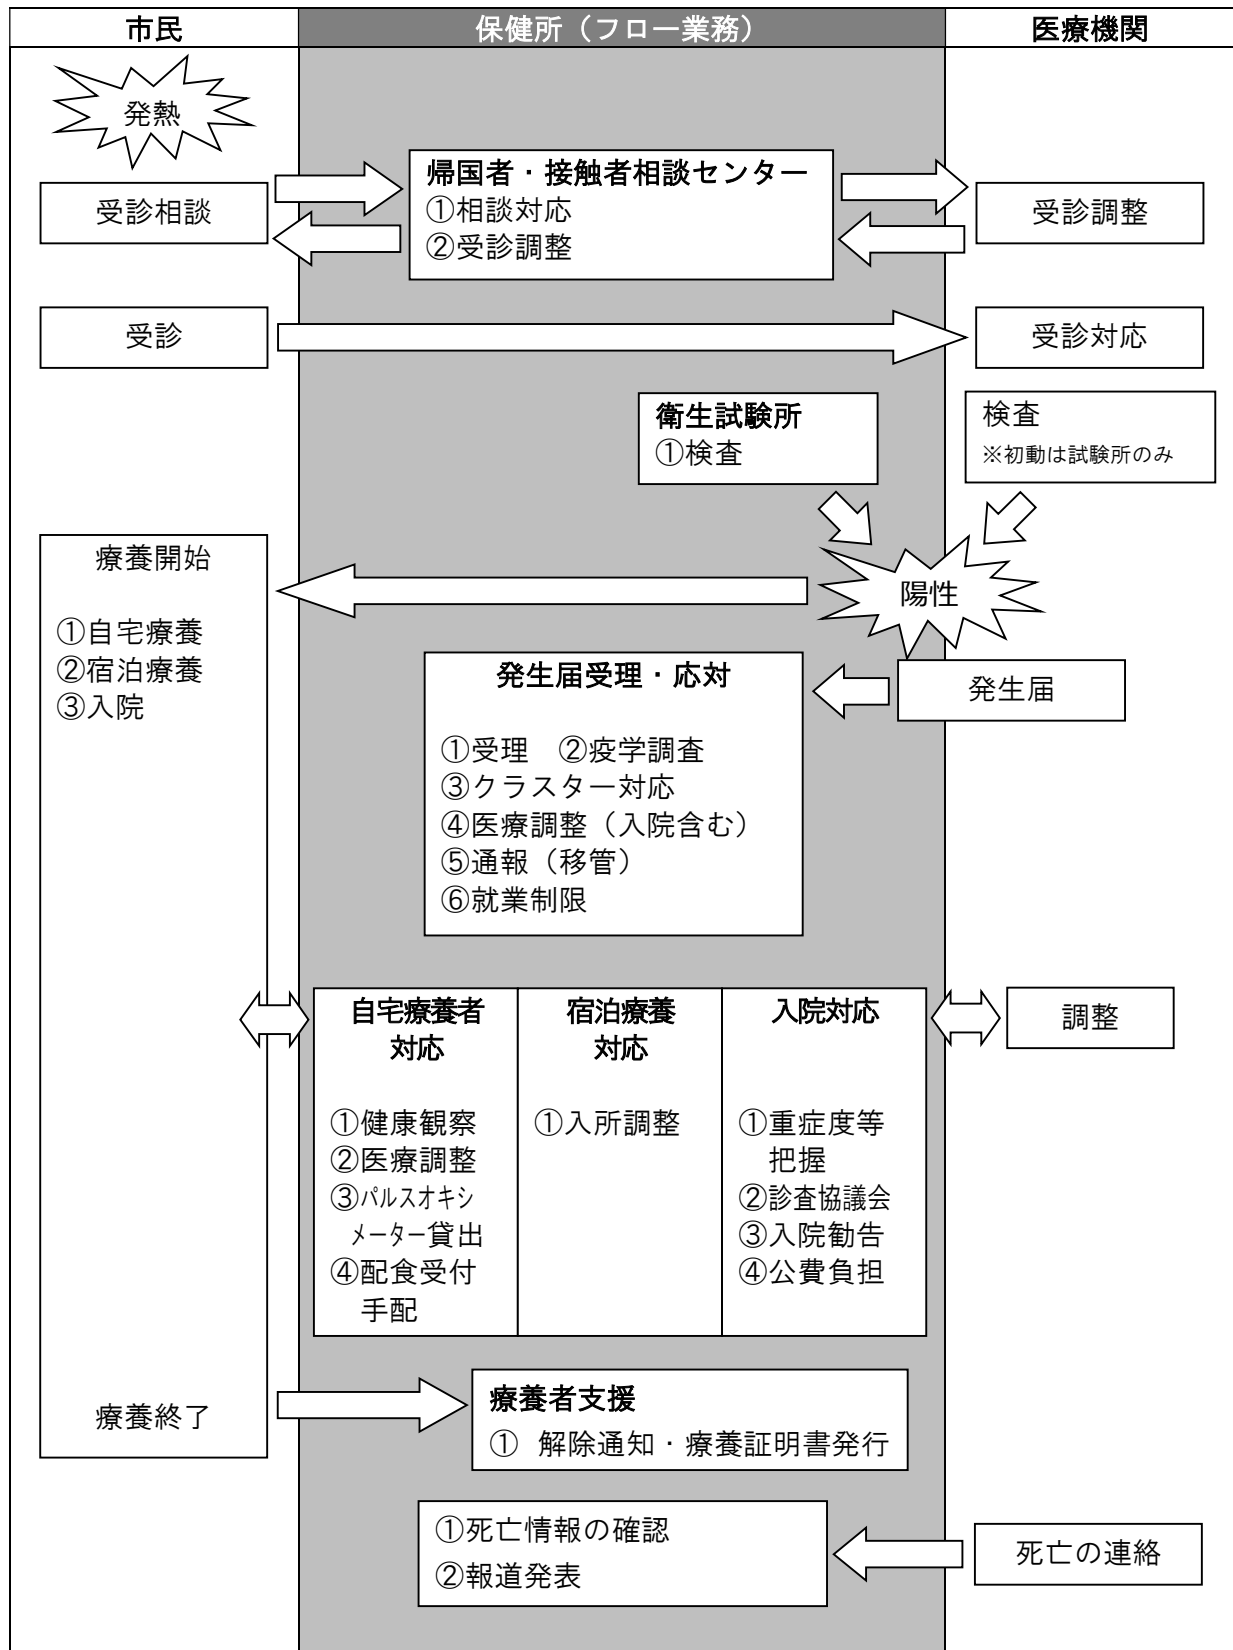 市民
保健所（フロー業務）
医療機関
発熱
受診相談
帰国者・接触者相談センター
①相談対応
②受診調整
受診調整
受診
受診対応
衛生試験所
①検査
検査
※初動は試験所のみ
陽性
療養開始
①自宅療養
②宿泊療養
③入院
発生届
発生届受理・応対
①受理　②疫学調査
③クラスター対応
④医療調整（入院含む）
⑤通報（移管）
⑥就業制限
自宅療養者
対応
①健康観察
②医療調整
③パルスオキシ
メーター貸出
④配食受付
手配
宿泊療養
対応
①入所調整
入院対応
①重症度等
把握
②診査協議会
③入院勧告
④公費負担
調整
療養終了
療養者支援
①　解除通知・療養証明書発行
①死亡情報の確認
②報道発表
死亡の連絡